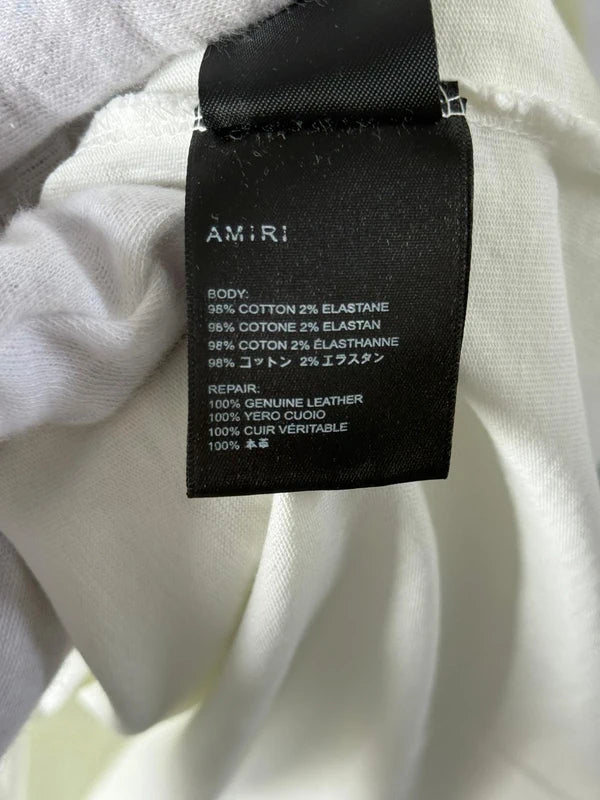 AMIRI
BODY:
98% COTTON 2% ELASTANE
98% COTONE 2% ELASTAN
98% COTON 2% ÉLASTHANNE
98% コットン 2% エラスタン
REPAIR:
100% GENUINE LEATHER
100% YERO CUOIO
100% CUIR VÉRITABLE
100% 本革